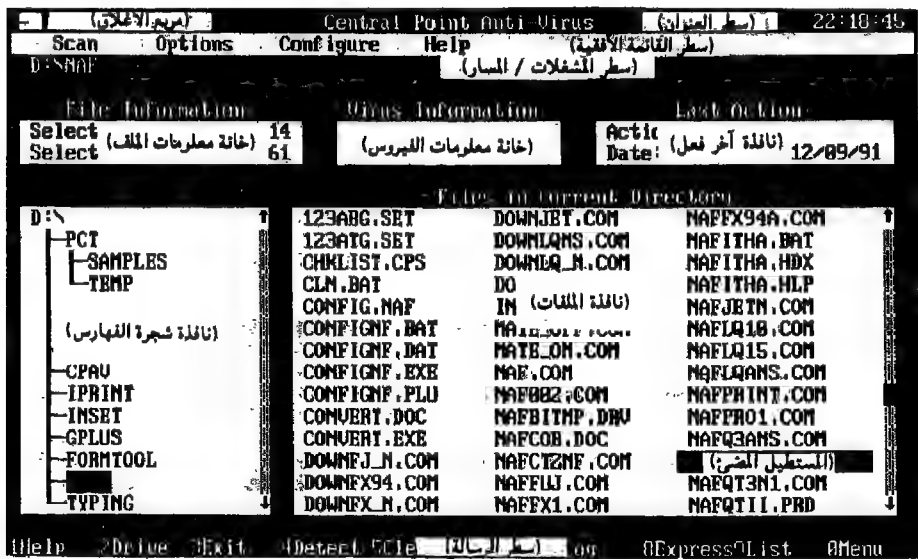 (مربع الإغلاق) Central Point Anti-Virus (سطر العنوان) 22:18:45
Scan Options Configure Help (سطر القائمة الأفقية)
D:\NAF (سطر المشغلات / المسار)
File Information Virus Information Last Action
Select 14 (خانة معلومات الملف) (خانة معلومات الفيروس) (نافذة آخر فعل)
Select 61 Date: 12/09/91
Files in Current Directory
D:\ 123ABG.SET DOWNJET.COM NAFFX94A.COM
PCT 123ATG.SET DOWNLQMS.COM NAFITHA.BAT
SAMPLES CHKLIST.CPS DOWNLQ_N.COM NAFITHA.HDX
TEMP CLN.BAT DO NAFITHA.HLP
CONFIG.NAF IN (نافذة الملفات) NAFJETN.COM
(نافذة شجرة الفهارس) CONFIGNF.BAT NAFLQ10.COM
CONFIGNF.DAT MATB_ON.COM NAFLQ15.COM
CPAV CONFIGNF.EXE NAF.COM NAFLQANS.COM
IPRINT CONFIGNF.PLU NAF002.COM NAFPRINT.COM
INSET CONVERT.DOC NAFBITMP.DRV NAFPRO1.COM
GPLUS CONVERT.EXE NAFCOB.DOC NAFQ3ANS.COM
FORMTOOL DOWNFJ_N.COM NAFCTZNF.COM (المستطيل المضيء)
DOWNFX94.COM NAFFUJ.COM NAFQT3N1.COM
TYPING DOWNFX_N.COM NAFFX1.COM NAFQTII.PRD
1Help 2Drive 3Exit 4Detect 5Cle (سطر الرسالة) 8Express 9List 0Menu